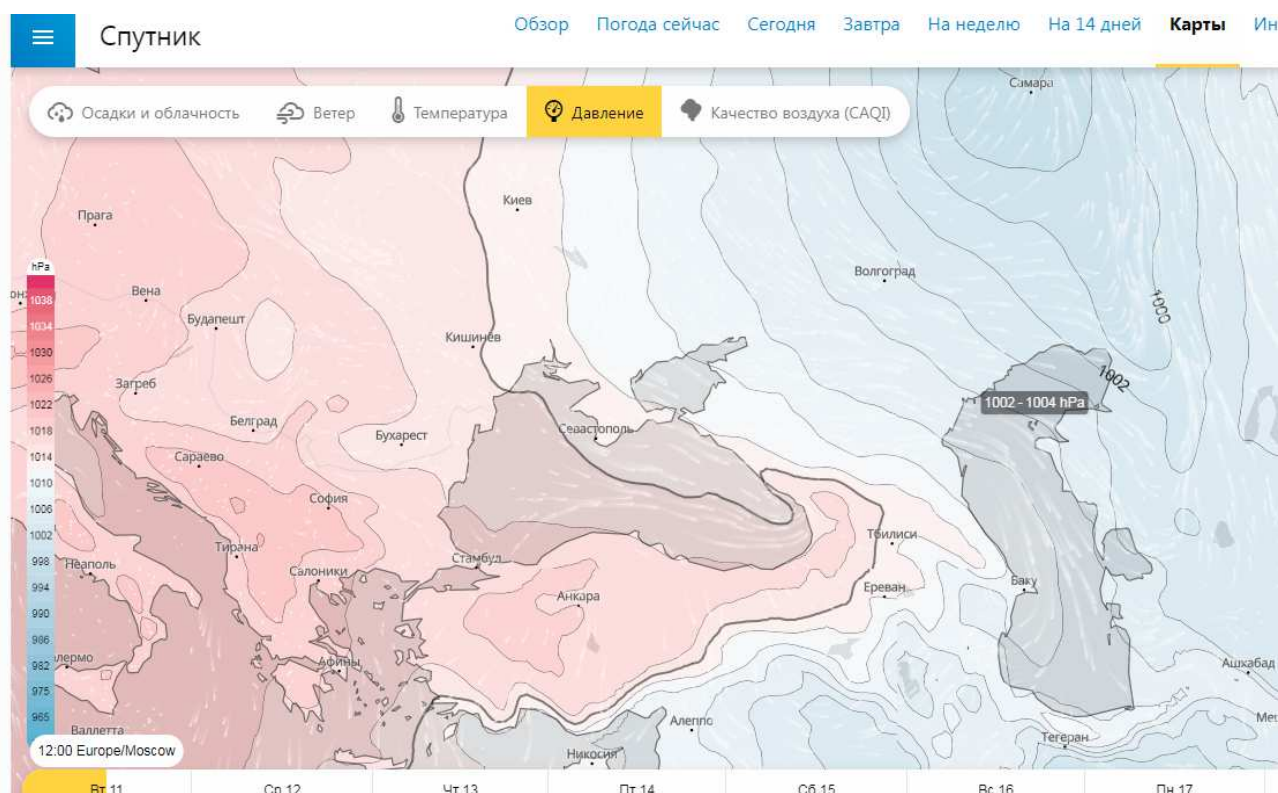 Спутник
Обзор Погода сейчас Сегодня Завтра На неделю На 14 дней Карты Ин
Осадки и облачность Ветер Температура Давление Качество воздуха (CAQI)
Самара
Киев
Прага
hPa
Волгоград
Вена
1038
1000
Будапешт
1034
Кишинёв
1030
1026
1002
Загреб
1022
1002 - 1004 hPa
Белград
Севастополь
1018
Бухарест
1014
Сараево
1010
София
1006
1002
Тбилиси
Тирана
Стамбул
998
Неаполь
Салоники
994
Баку
Ереван
Анкара
990
986
лермо
982
Афины
Ашхабад
975
965
Алеппо
Валлетта
Тегеран
12:00 Europe/Moscow
Никосия
Вт 11 Ср 12 Чт 13 Пт 14 Сб 15 Вс 16 Пн 17